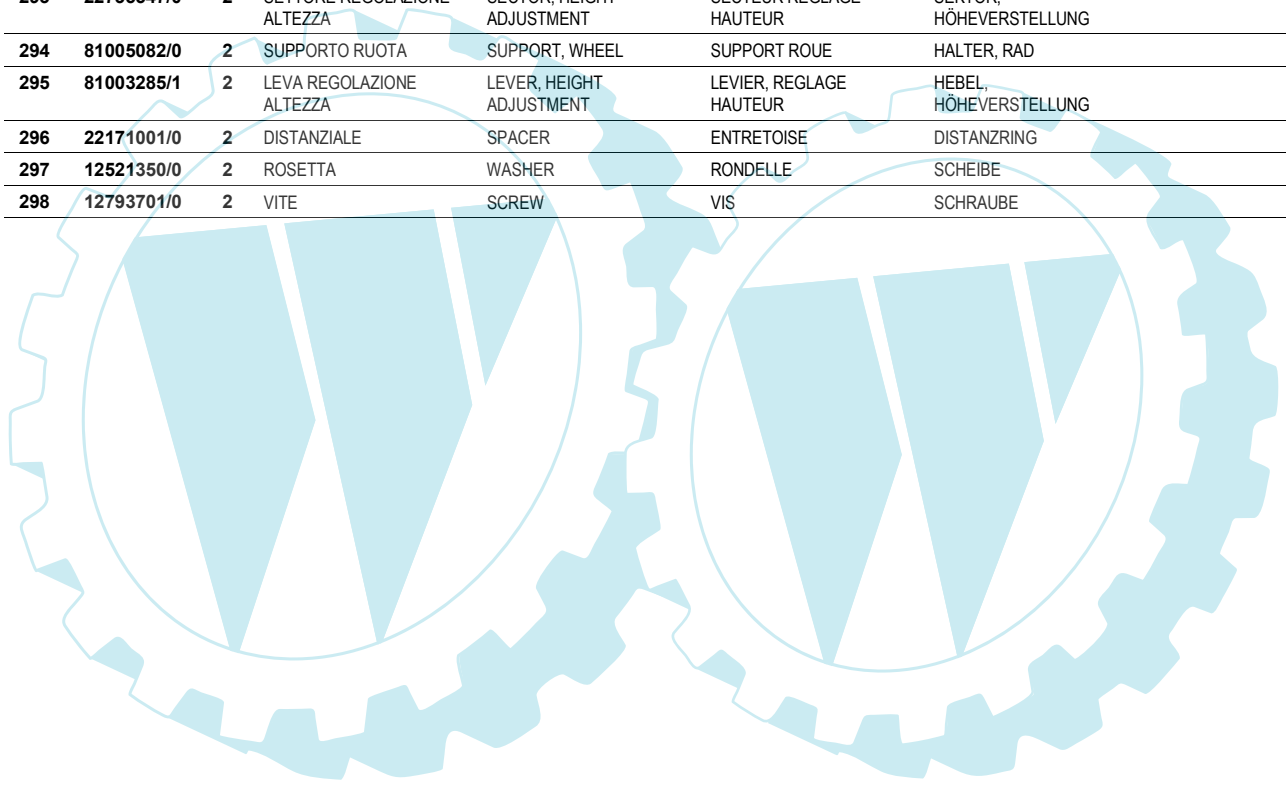 ALTEZZA ADJUSTMENT HAUTEUR HÖHEVERSTELLUNG
294 81005082/0 2 SUPPORTO RUOTA SUPPORT, WHEEL SUPPORT ROUE HALTER, RAD
295 81003285/1 2 LEVA REGOLAZIONE LEVER, HEIGHT LEVIER, REGLAGE HEBEL,
ALTEZZA ADJUSTMENT HAUTEUR HÖHEVERSTELLUNG
296 22171001/0 2 DISTANZIALE SPACER ENTRETOISE DISTANZRING
297 12521350/0 2 ROSETTA WASHER RONDELLE SCHEIBE
298 12793701/0 2 VITE SCREW VIS SCHRAUBE